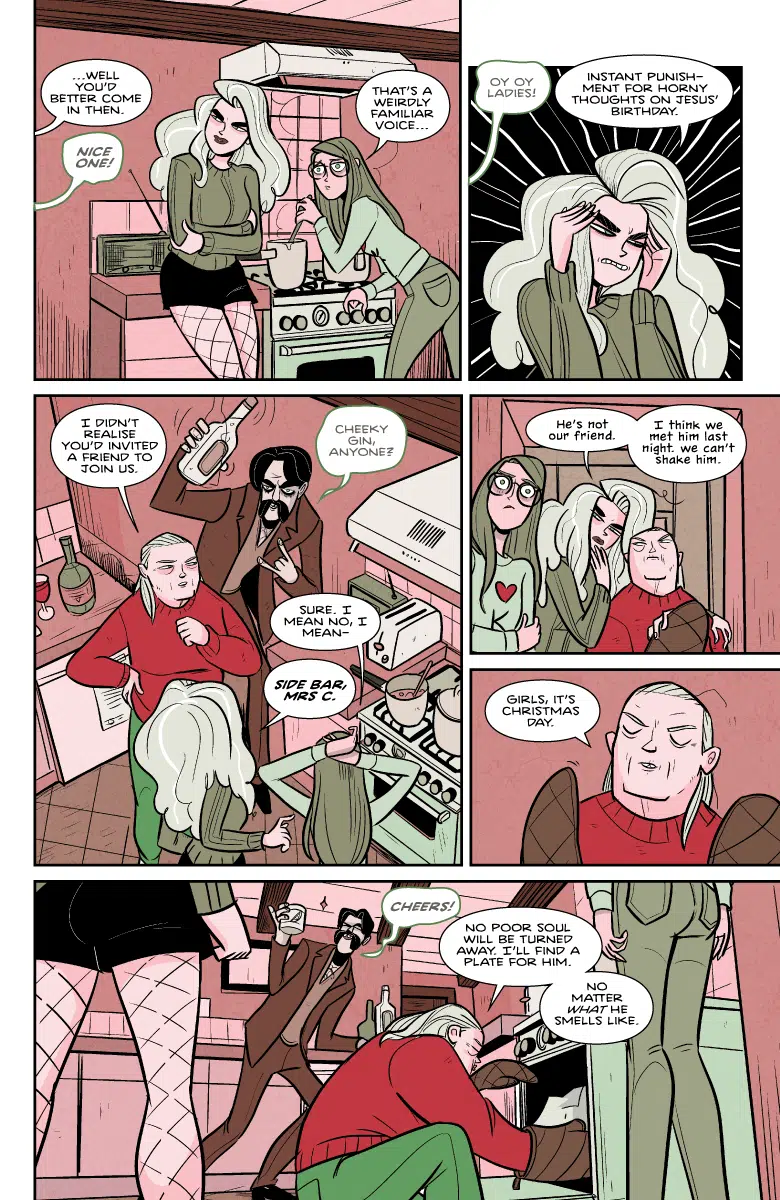 ...WELL
YOU'D
BETTER COME
IN THEN.
NICE
ONE!
THAT'S A
WEIRDLY
FAMILIAR
VOICE...
OY OY
LADIES!
INSTANT PUNISH-
MENT FOR HORNY
THOUGHTS ON JESUS'
BIRTHDAY.
I DIDN'T
REALISE
YOU'D INVITED
A FRIEND TO
JOIN US.
CHEEKY
GIN,
ANYONE?
SURE. I
MEAN NO, I
MEAN-
SIDE BAR,
MRS C.
He's not
our friend.
I think we
met him last
night. we can't
shake him.
GIRLS, IT'S
CHRISTMAS
DAY.
CHEERS!
NO POOR SOUL
WILL BE TURNED
AWAY. I'LL FIND A
PLATE FOR HIM.
NO
MATTER
WHAT HE
SMELLS LIKE.